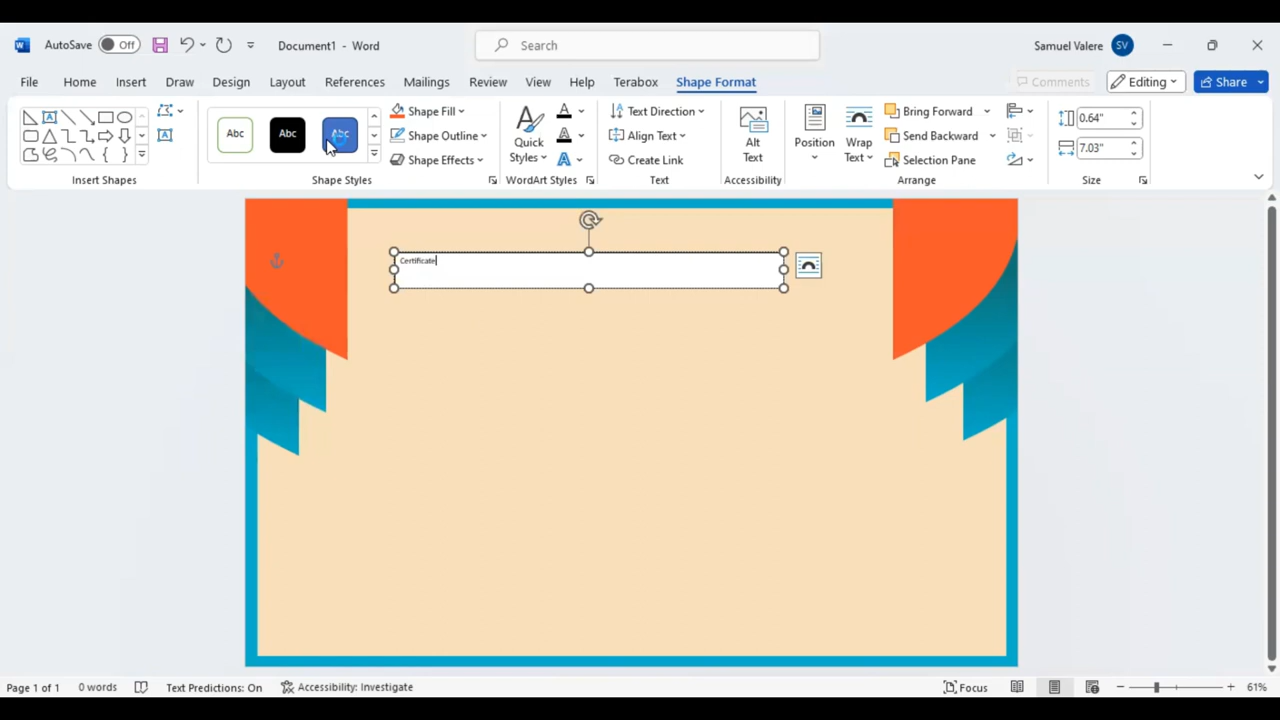 AutoSave Off Document1 - Word Search Samuel Valere SV
File Home Insert Draw Design Layout References Mailings Review View Help Terabox Shape Format Comments Editing Share
Abc Abc Abc
Shape Fill
Shape Outline
Shape Effects
Quick
Styles
A
A
A
Text Direction
Align Text
Create Link
Alt
Text
Position
Wrap
Text
Bring Forward
Send Backward
Selection Pane
0.64"
7.03"
Insert Shapes Shape Styles WordArt Styles Text Accessibility Arrange Size
Certificate
Page 1 of 1 0 words Text Predictions: On Accessibility: Investigate Focus 61%